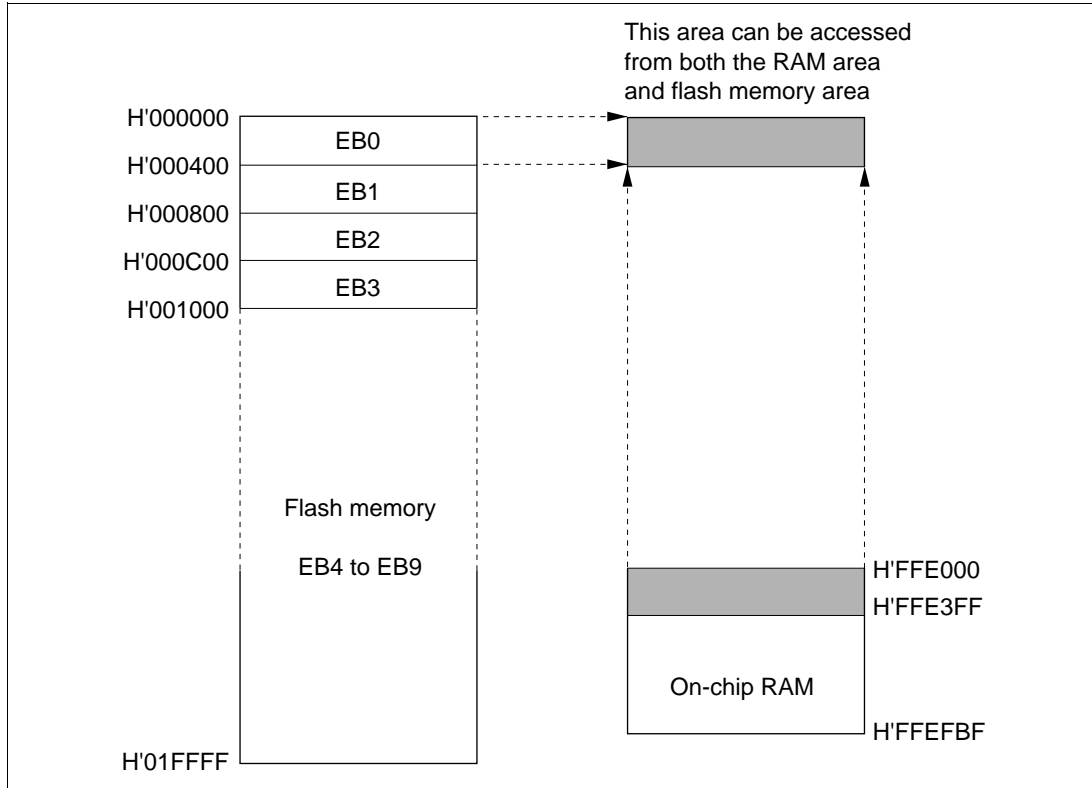 This area can be accessed
from both the RAM area
and flash memory area
H'000000
EB0
H'000400
EB1
H'000800
EB2
H'000C00
EB3
H'001000
Flash memory
EB4 to EB9
H'FFE000
H'FFE3FF
On-chip RAM
H'FFEFBF
H'01FFFF